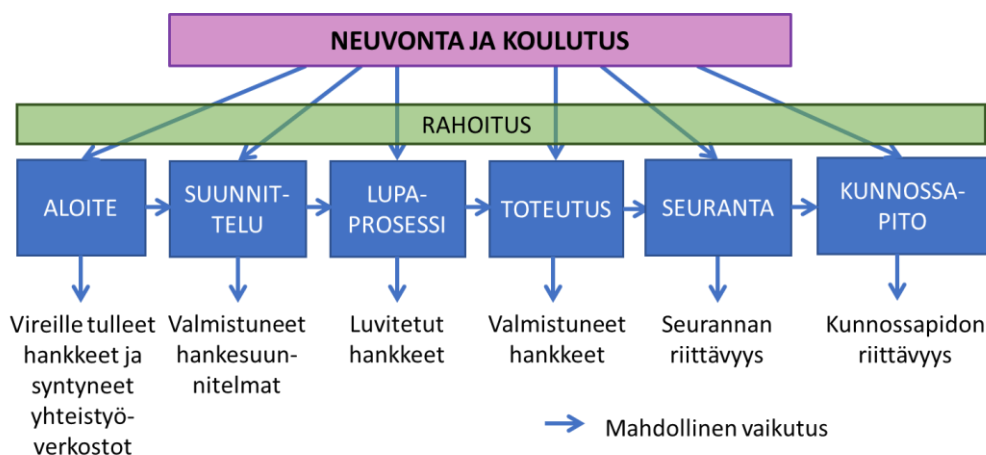 NEUVONTA JA KOULUTUS
RAHOITUS
ALOITE
SUUNNIT-
TELU
LUPA-
PROSESSI
TOTEUTUS
SEURANTA
KUNNOSSA-
PITO
Vireille tulleet
hankkeet ja
syntyneet
yhteistyö-
verkostot
Valmistuneet
hankesuun-
nitelmat
Luvitetut
hankkeet
Valmistuneet
hankkeet
Seurannan
riittävyys
Kunnossapidon
riittävyys
Mahdollinen vaikutus